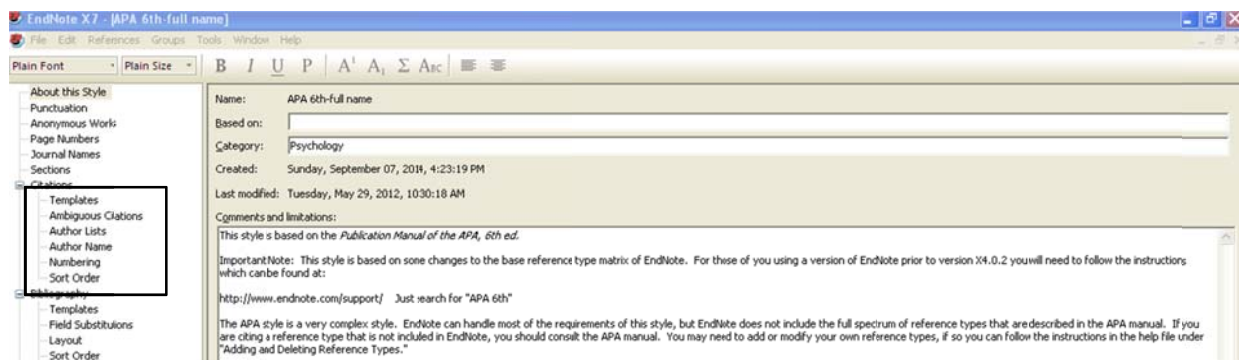 EndNote X7 - [APA 6th-full name]
File Edit References Groups Tools Window Help
Plain Font Plain Size B I U P A¹ A₁ Σ Abc
About this Style
Punctuation
Anonymous Works
Page Numbers
Journal Names
Sections
Citations
Templates
Ambiguous Citations
Author Lists
Author Name
Numbering
Sort Order
Bibliography
Templates
Field Substituions
Layout
Sort Order
Name: APA 6th-full name
Based on:
Category: Psychology
Created: Sunday, September 07, 2014, 4:23:19 PM
Last modified: Tuesday, May 29, 2012, 1030:18 AM
Comments and limitations:
This style is based on the Publication Manual of the APA, 6th ed.
Important Note: This style is based on some changes to the base reference type matrix of EndNote. For those of you using a version of EndNote prior to version X4.0.2 you will need to follow the instructions
which can be found at:
http://www.endnote.com/support/ Just search for "APA 6th"
The APA style is a very complex style. EndNote can handle most of the requirements of this style, but EndNote does not include the full spectrum of reference types that are described in the APA manual. If you
are citing a reference type that is not included in EndNote, you should consult the APA manual. You may need to add or modify your own reference types, if so you can follow the instructions in the help file under
"Adding and Deleting Reference Types."